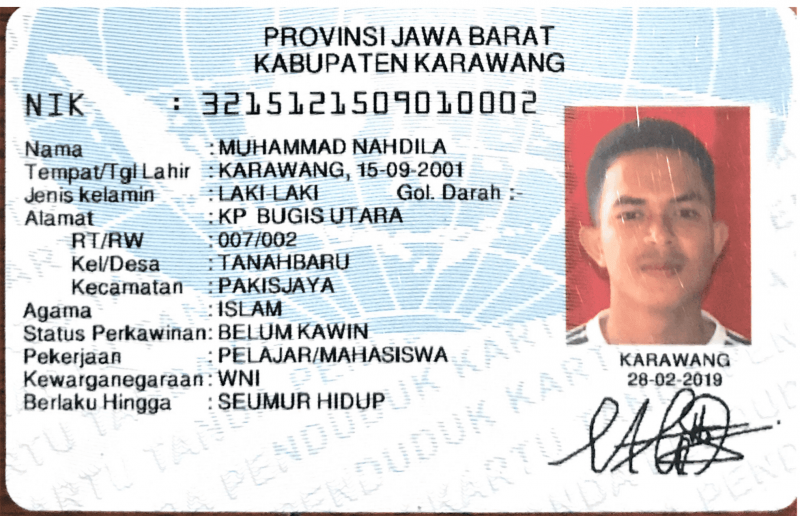 PROVINSI JAWA BARAT
KABUPATEN KARAWANG
NIK : 3215121509010002
Nama : MUHAMMAD NAHDILA
Tempat/Tgl Lahir : KARAWANG, 15-09-2001
Jenis kelamin : LAKI-LAKI Gol. Darah :-
Alamat : KP BUGIS UTARA
RT/RW : 007/002
Kel/Desa : TANAHBARU
Kecamatan : PAKISJAYA
Agama : ISLAM
Status Perkawinan: BELUM KAWIN
Pekerjaan : PELAJAR/MAHASISWA
Kewarganegaraan: WNI
Berlaku Hingga : SEUMUR HIDUP
KARAWANG
28-02-2019
KARTU TANDA PENDUDUK